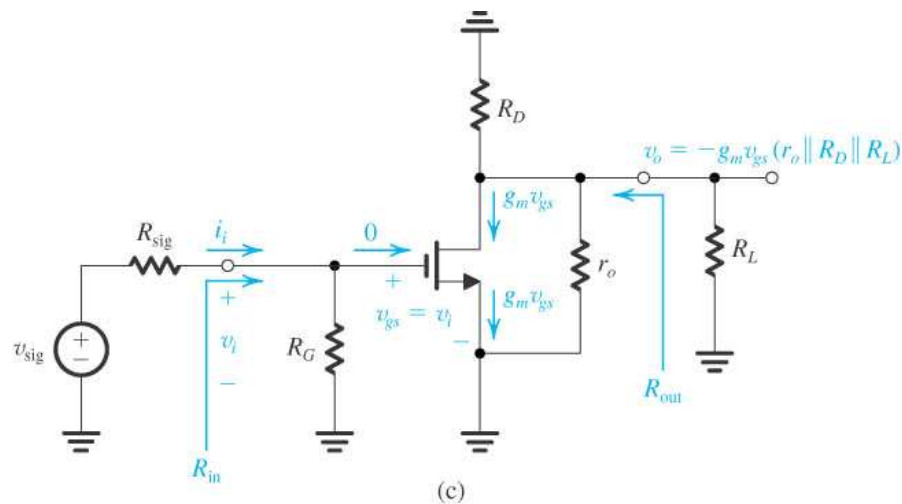 R_D
v_o = −g_m v_gs (r_o || R_D || R_L)
g_m v_gs
R_sig
i_i
0
R_L
r_o
+
+
v_gs = v_i
g_m v_gs
+
−
v_sig
v_i
R_G
−
−
R_out
R_in
(c)